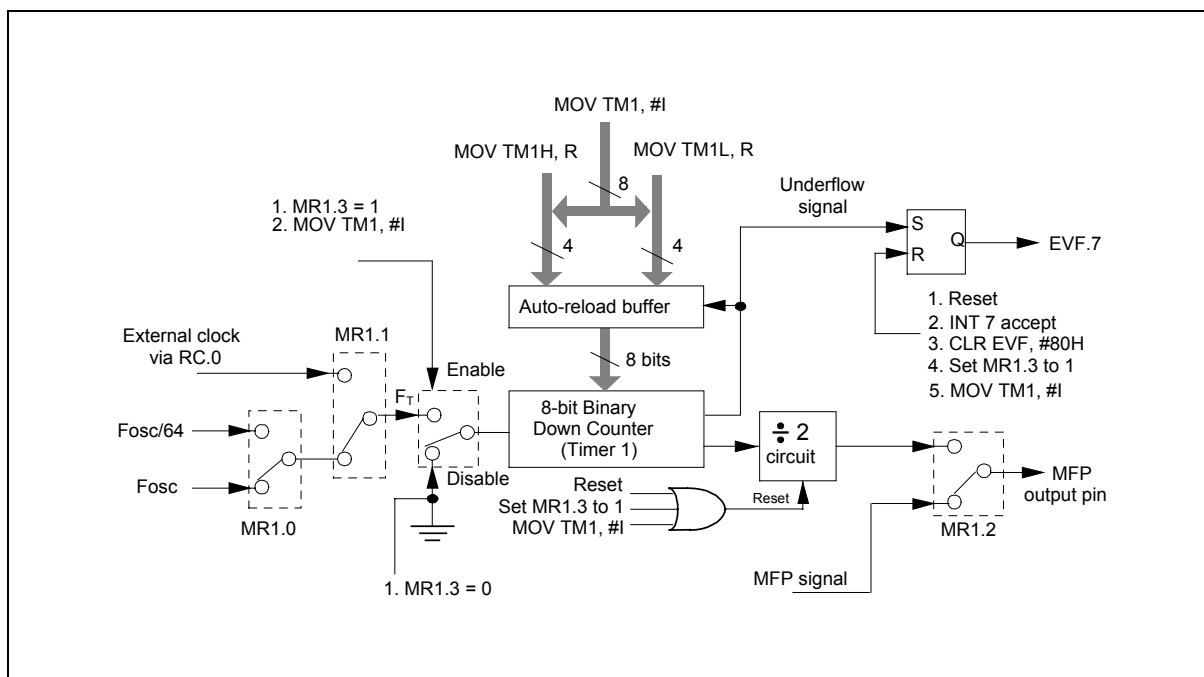 MOV TM1, #I
MOV TM1H, R
MOV TM1L, R
8
4
4
Underflow
signal
S
Q
R
EVF.7
1. MR1.3 = 1
2. MOV TM1, #I
Auto-reload buffer
1. Reset
2. INT 7 accept
3. CLR EVF, #80H
4. Set MR1.3 to 1
5. MOV TM1, #I
External clock
via RC.0
MR1.1
8 bits
Enable
FT
8-bit Binary
Down Counter
(Timer 1)
÷ 2
circuit
Fosc/64
Fosc
MR1.0
Disable
Reset
Set MR1.3 to 1
MOV TM1, #I
Reset
MFP
output pin
MR1.2
1. MR1.3 = 0
MFP signal